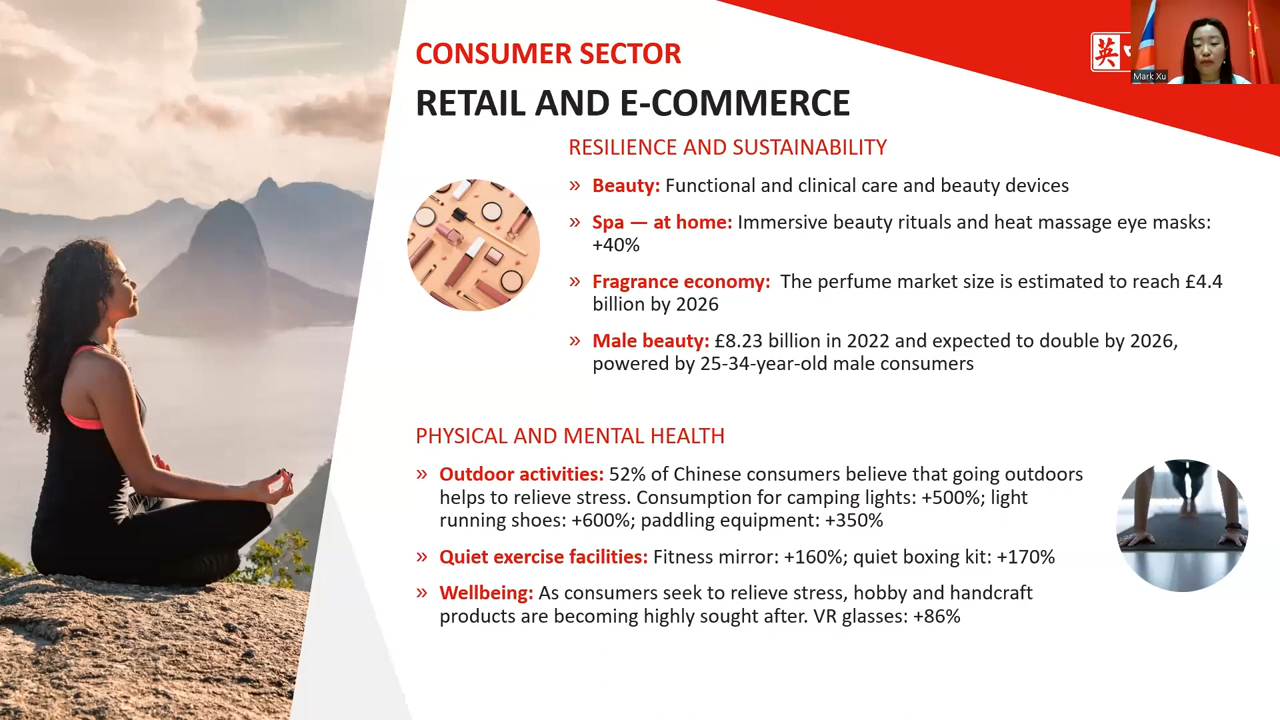 CONSUMER SECTOR
英
Mark Xu
RETAIL AND E-COMMERCE
RESILIENCE AND SUSTAINABILITY
» Beauty: Functional and clinical care and beauty devices
» Spa — at home: Immersive beauty rituals and heat massage eye masks:
+40%
» Fragrance economy: The perfume market size is estimated to reach £4.4
billion by 2026
» Male beauty: £8.23 billion in 2022 and expected to double by 2026,
powered by 25-34-year-old male consumers
PHYSICAL AND MENTAL HEALTH
» Outdoor activities: 52% of Chinese consumers believe that going outdoors
helps to relieve stress. Consumption for camping lights: +500%; light
running shoes: +600%; paddling equipment: +350%
» Quiet exercise facilities: Fitness mirror: +160%; quiet boxing kit: +170%
» Wellbeing: As consumers seek to relieve stress, hobby and handcraft
products are becoming highly sought after. VR glasses: +86%